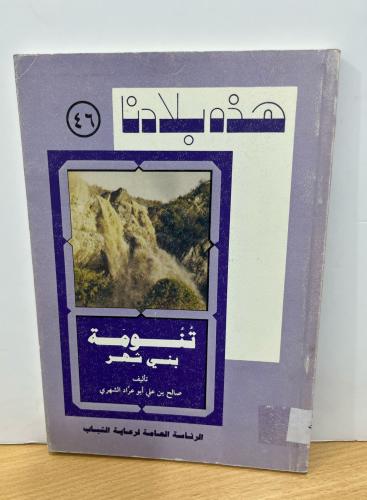 هذه بلادنا
٤٦
تنومة
بني شهر
تأليف
صالح بن علي أبو عراد الشهري
الرئاسة العامة لرعاية الشباب